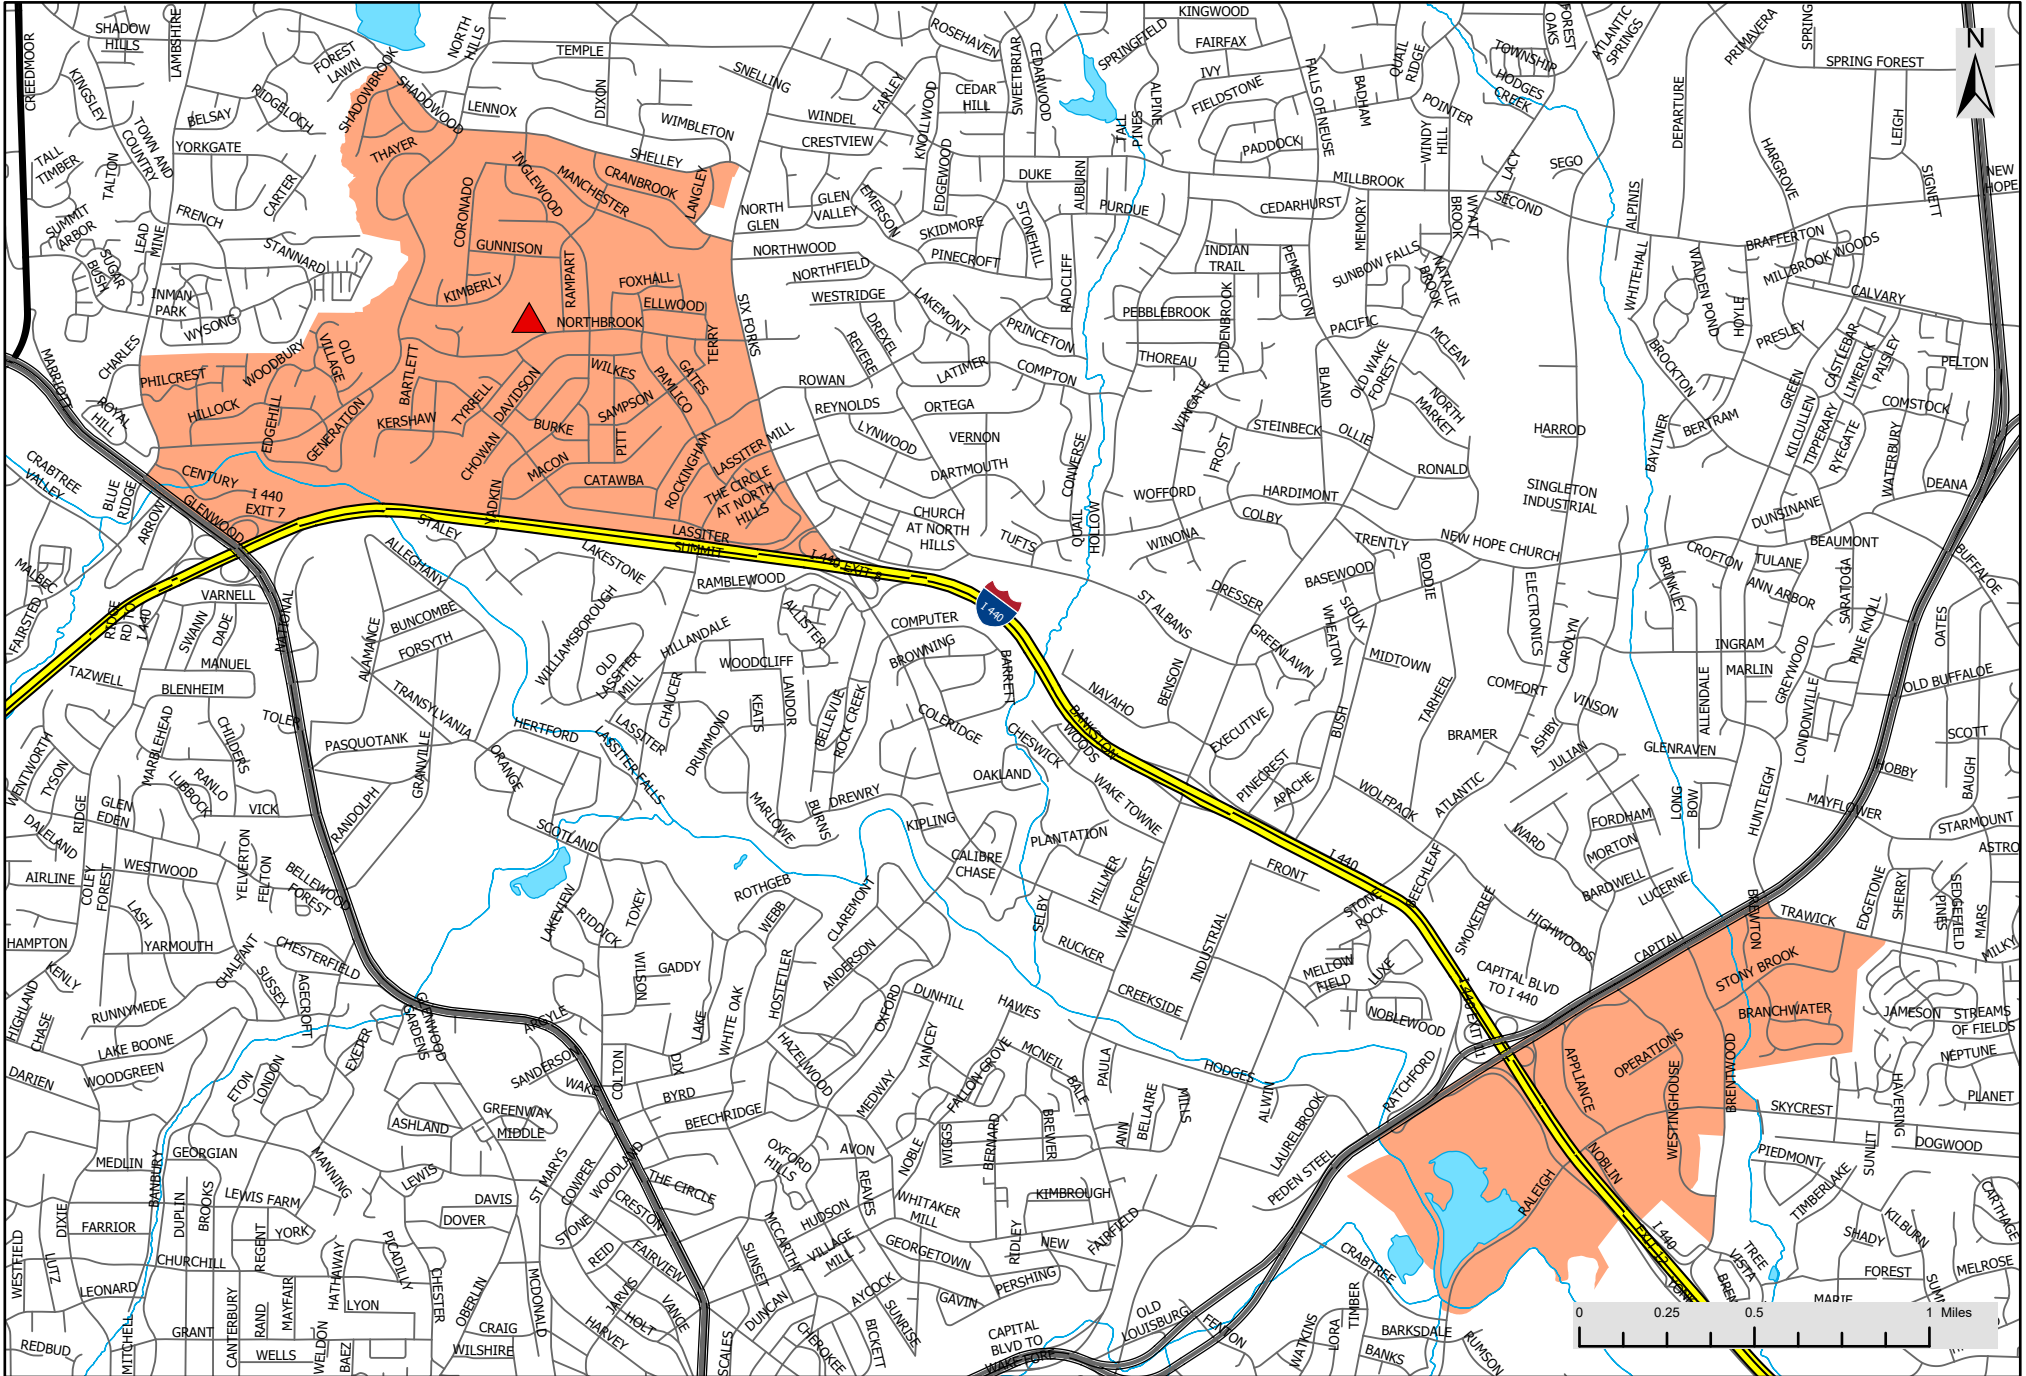 SHADOW
HILLS
LAMBSHIRE
CREEDMOOR
KINGSLEY
FOREST
LAWN
NORTH
HILLS
TEMPLE
SNELLING
ROSEHAVEN
SWEETBRIAR
CEDARWOOD
SPRINGFIELD
KINGWOOD
FAIRFAX
IVY
FIELDSTONE
QUAIL
RIDGE
TOWNSHIP
HODGES
CREEK
FOREST
OAKS
ATLANTIC
SPRINGS
PRIMAVERA
SPRING
SPRING FOREST
N
RIDGELOCH
BELSAY
SHADOWBROOK
SHADOWOOD
LENNOX
DIXON
WIMBLETON
FARLEY
WINDEL
CRESTVIEW
CEDAR
HILL
KNOLLWOOD
EDGEWOOD
ALPINE
TALL
PINES
FALLS OF NEUSE
BADHAM
POINTER
WINDY
HILL
PADDOCK
LACY
SEGO
DEPARTURE
HARGROVE
LEIGH
SIGNETT
NEW
HOPE
TOWN AND
COUNTRY
YORKGATE
TALL
TIMBER
TALTON
CARTER
THAYER
INGLEWOOD
MANCHESTER
SHELLEY
CRANBROOK
LANGLEY
CORONADO
GUNNISON
KIMBERLY
RAMPART
FOXHALL
ELLWOOD
NORTHBROOK
TERRY
SIX FORKS
NORTH
GLEN
GLEN
VALLEY
EMERSON
NORTHWOOD
NORTHFIELD
WESTRIDGE
SKIDMORE
PINECROFT
STONEHILL
DUKE
AUBURN
PURDUE
RADCLIFF
MILLBROOK
CEDARHURST
MEMORY
WYATT
BROOK
SECOND
ALPINIS
WHITEHALL
BRAFFERTON
MILLBROOK WOODS
CALVARY
SUMMIT
ARBOR
SUGAR
BUSH
LEAD
MINE
FRENCH
STANNARD
INMAN
PARK
WYSONG
CHARLES
MARRIOTT
ROYAL
HILL
PHILCREST
WOODBURY
OLD
VILLAGE
HILLOCK
EDGEHILL
GENERATION
BARTLETT
KERSHAW
TYRRELL
DAVIDSON
WILKES
SAMPSON
PAMLICO
GATES
BURKE
PITT
CHOWAN
MACON
CATAWBA
YADKIN
ROCKINGHAM
LASSITER MILL
THE CIRCLE
AT NORTH
HILLS
LASSITER
SUMMIT
DREXEL
REVERE
LAKEMONT
PRINCETON
LATIMER
COMPTON
ROWAN
REYNOLDS
ORTEGA
LYNWOOD
VERNON
DARTMOUTH
CONVERSE
QUAIL
HOLLOW
INDIAN
TRAIL
PEMBERTON
PEBBLEBROOK
HIDDENBROOK
THOREAU
WINGATE
SUNBOW FALLS
NATALIE
BROOK
PACIFIC
MCLEAN
OLD WAKE
FOREST
BLAND
NORTH
MARKET
STEINBECK
OLLIE
FROST
RONALD
HARROD
WALDEN POND
HOYLE
PRESLEY
BROCKTON
BERTRAM
BAYLINER
GREEN
CASTLEBAR
LIMERICK
PAISLEY
PELTON
COMSTOCK
KILCULLEN
TIPPERARY
RYEGATE
WATERBURY
DEANA
CRABTREE
VALLEY
BLUE
RIDGE
ARROW
CENTURY
I 440
EXIT 7
GLENWOOD
STALEY
I 440 EXIT 8
CHURCH
AT NORTH
HILLS
TUFTS
WOFFORD
WINONA
HARDIMONT
COLBY
TRENTLY
NEW HOPE CHURCH
SINGLETON
INDUSTRIAL
DUNSINANE
BEAUMONT
CROFTON
TULANE
ANN ARBOR
SARATOGA
BUFFALOE
MALBEC
FAIRSTED
RIDGE
RD TO
I 440
VARNELL
SWANN
DADE
NATIONAL
ALLEGHANY
BUNCOMBE
FORSYTH
ALAMANCE
LAKESTONE
WILLIAMSBOROUGH
OLD
LASSITER
MILL
HILLANDALE
RAMBLEWOOD
ALLISTER
WOODCLIFF
COMPUTER
BROWNING
I 440
BARRETT
ST ALBANS
DRESSER
BASEWOOD
BODDIE
SIOUX
WHEATON
GREENLAWN
BENSON
MIDTOWN
ELECTRONICS
CAROLYN
BRINKLEY
INGRAM
MARLIN
GREYWOOD
PINE KNOLL
OATES
OLD BUFFALOE
TAZWELL
MANUEL
BLENHEIM
MARBLEHEAD
CHILDERS
TOLER
TRANSYLVANIA
PASQUOTANK
GRANVILLE
HERTFORD
ORANGE
LASSITER
LASSITER FALLS
CHAUCER
DRUMMOND
KEATS
LANDOR
BELLEVUE
ROCK CREEK
COLERIDGE
NAVAHO
BANKSTON
WOODS
CHESWICK
EXECUTIVE
BUSH
TARHEEL
COMFORT
VINSON
BRAMER
ASHBY
JULIAN
ALLENDALE
GLENRAVEN
LONDONVILLE
SCOTT
WENTWORTH
TYSON
RANLO
LUBBOCK
VICK
RIDGE
GLEN
EDEN
DALELAND
RANDOLPH
SCOTLAND
MARLOWE
BURNS
DREWRY
KIPLING
OAKLAND
WAKE TOWNE
PINECREST
APACHE
WOLFPACK
ATLANTIC
WARD
FORDHAM
MORTON
LONG
BOW
HUNTLEIGH
HOBBY
MAYFLOWER
BAUGH
STARMOUNT
ASTRO
AIRLINE
COLEY
FOREST
WESTWOOD
YELVERTON
FELTON
BELLEWOOD
FOREST
LASH
YARMOUTH
HAMPTON
KENLY
LAKEVIEW
RIDDICK
TOXEY
ROTHGEB
WEBB
CLAREMONT
CALIBRE
CHASE
PLANTATION
HILLMER
SELBY
WAKE FOREST
RUCKER
FRONT
I 440
STONE
ROCK
BEECHLEAF
INDUSTRIAL
SMOKETREE
HIGHWOODS
BARDWELL
LUCERNE
CAPITAL
BREWTON
TRAWICK
EDGETONE
SHERRY
SEDGEFIELD
PINES
MARS
MILKY
HIGHLAND
CHASE
RUNNYMEDE
CHALFANT
SUSSEX
CHESTERFIELD
AGECROFT
LAKE BOONE
WOODGREEN
DARIEN
ETON
LONDON
EXETER
GLENWOOD
GARDENS
ARGYLE
SANDERSON
WAKE
WILSON
GADDY
LAKE
WHITE OAK
HOSTETLER
ANDERSON
OXFORD
DUNHILL
HAWES
CREEKSIDE
MELLOW
FIELD
LUXE
NOBLEWOOD
CAPITAL BLVD
TO I 440
I 440 EXIT 11
STONY BROOK
BRANCHWATER
JAMESON
STREAMS
OF FIELDS
NEPTUNE
PLANET
COLTON
DIX
BYRD
BEECHRIDGE
HAZELWOOD
MEDWAY
YANCEY
FALLON GROVE
MCNEIL
BALE
PAULA
HODGES
ALWIN
RATCHFORD
LAURELBROOK
APPLIANCE
OPERATIONS
WESTINGHOUSE
BRENTWOOD
SKYCREST
HAVERING
DOGWOOD
ASHLAND
GREENWAY
MIDDLE
GEORGIAN
MEDLIN
BANBURY
MANNING
LEWIS
LEWIS FARM
DAVIS
DOVER
ST MARYS
COWPER
WOODLAND
THE CIRCLE
OXFORD
HILLS
AVON
REAVES
NOBLE
WIGGS
BERNARD
BREWER
ANN
BELLAIRE
MILLS
PEDEN STEEL
RALEIGH
NOBLIN
PIEDMONT
TIMBERLAKE
SUNLIT
CARTHAGE
DIXIE
FARRIOR
DURLIN
BROOKS
REGENT
YORK
PICADILLY
STONE
CRESTON
REID
FAIRVIEW
MCCARTHY
HUDSON
VILLAGE
MILL
WHITAKER
MILL
GEORGETOWN
KIMBROUGH
RIDLEY
NEW
FAIRFIELD
PERSHING
CRABTREE
I 440
EXIT 12
TREE
VISTA
SHADY
KILBURN
FOREST
MELROSE
WESTFIELD
LUTZ
LEONARD
CHURCHILL
CANTERBURY
RAND
MAYFAIR
HATHAWAY
LYON
CHESTER
OBERLIN
MCDONALD
JARVIS
HOLT
VANCE
HARVEY
SUNSET
DUNCAN
AYCOCK
SUNRISE
GAVIN
OLD
LOUISBURG
FENTON
TIMBER
LORA
WATKINS
BARKSDALE
BANKS
RUMSON
MARIE
REDBUD
MITCHELL
GRANT
WELLS
WELDON
BAEZ
CRAIG
WILSHIRE
SCALES
CHEROKEE
BICKETT
CAPITAL
BLVD TO
WAKE FORE
0 0.25 0.5 1 Miles